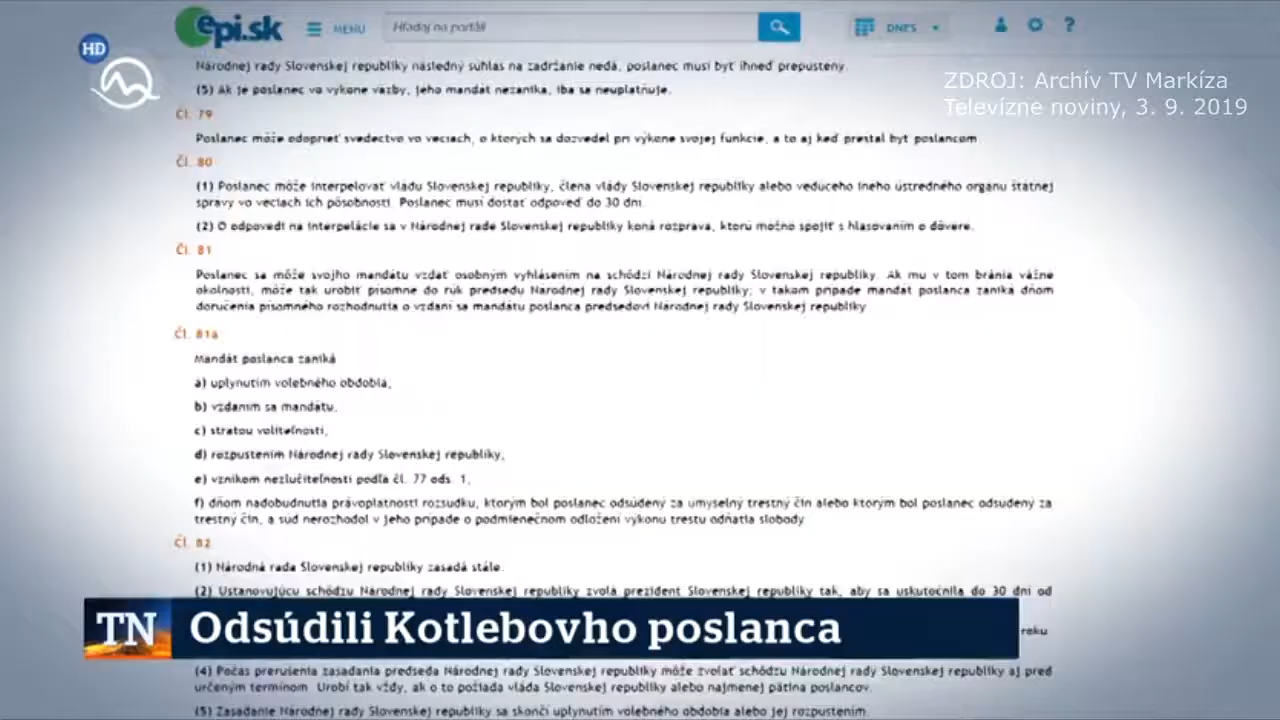 epi.sk
MENU
Hľadaj na portáli
DNES
?
HD
ZDROJ: Archív TV Markíza
Televízne noviny, 3. 9. 2019
Národnej rady Slovenskej republiky následný súhlas na zadržanie nedá, poslanec musí byť ihneď prepustený.
(5) Ak je poslanec vo výkone väzby, jeho mandát nezaniká, iba sa neuplatňuje.
Čl. 79
Poslanec môže odoprieť svedectvo vo veciach, o ktorých sa dozvedel pri výkone svojej funkcie, a to aj keď prestal byť poslancom
Čl. 80
(1) Poslanec môže interpelovať vládu Slovenskej republiky, člena vlády Slovenskej republiky alebo vedúceho iného ústredného orgánu štátnej
správy vo veciach ich pôsobnosti. Poslanec musí dostať odpoveď do 30 dní.
(2) O odpovedi na interpeláciu sa v Národnej rade Slovenskej republiky koná rozprava, ktorú možno spojiť s hlasovaním o dôvere.
Čl. 81
Poslanec sa môže svojho mandátu vzdať osobným vyhlásením na schôdzi Národnej rady Slovenskej republiky. Ak mu v tom bránia vážne
okolnosti, môže tak urobiť písomne do rúk predsedu Národnej rady Slovenskej republiky; v takom prípade mandát poslanca zaniká dňom
doručenia písomného rozhodnutia o vzdaní sa mandátu poslanca predsedovi Národnej rady Slovenskej republiky
Čl. 81a
Mandát poslanca zaniká
a) uplynutím volebného obdobia,
b) vzdaním sa mandátu,
c) stratou voliteľnosti,
d) rozpustením Národnej rady Slovenskej republiky,
e) vznikom nezlučiteľnosti podľa čl. 77 ods. 1,
f) dňom nadobudnutia právoplatnosti rozsudku, ktorým bol poslanec odsúdený za úmyselný trestný čin alebo ktorým bol poslanec odsúdený za
trestný čin, a súd nerozhodol v jeho prípade o podmienečnom odložení výkonu trestu odňatia slobody
Čl. 82
(1) Národná rada Slovenskej republiky zasadá stále.
(2) Ustanovujúcu schôdzu Národnej rady Slovenskej republiky zvolá prezident Slovenskej republiky tak, aby sa uskutočnila do 30 dní od
roku
TN Odsúdili Kotlebovho poslanca
(4) Počas prerušenia zasadania predseda Národnej rady Slovenskej republiky môže zvolať schôdzu Národnej rady Slovenskej republiky aj pred
určeným termínom. Urobí tak vždy, ak o to požiada vláda Slovenskej republiky alebo najmenej pätina poslancov.
(5) Zasadanie Národnej rady Slovenskej republiky sa skončí uplynutím volebného obdobia alebo jej rozpustením.